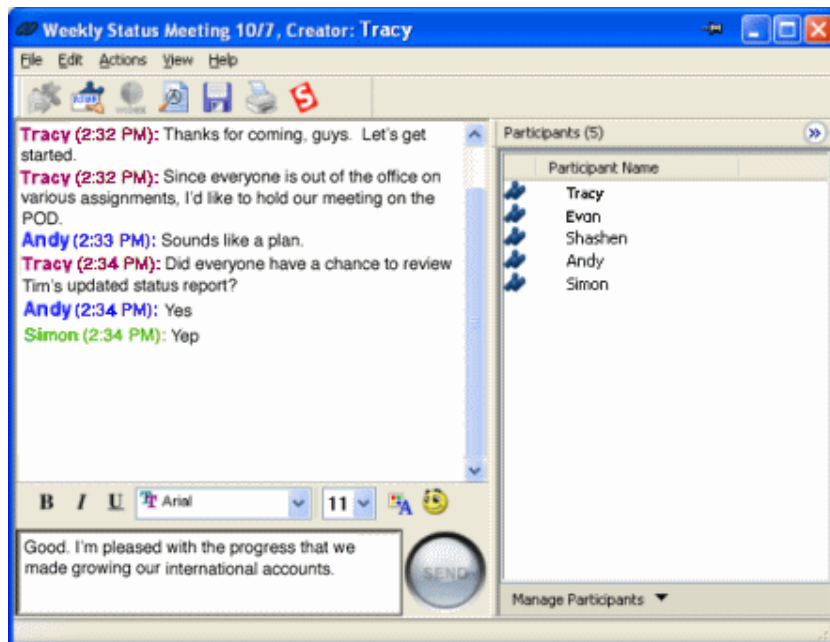 Weekly Status Meeting 10/7, Creator: Tracy
File Edit Actions View Help
Tracy (2:32 PM): Thanks for coming, guys. Let's get
started.
Tracy (2:32 PM): Since everyone is out of the office on
various assignments, I'd like to hold our meeting on the
POD.
Andy (2:33 PM): Sounds like a plan.
Tracy (2:34 PM): Did everyone have a chance to review
Tim's updated status report?
Andy (2:34 PM): Yes
Simon (2:34 PM): Yep
B I U Arial 11
Good. I'm pleased with the progress that we
made growing our international accounts.
SEND
Participants (5)
Participant Name
Tracy
Evan
Shashen
Andy
Simon
Manage Participants